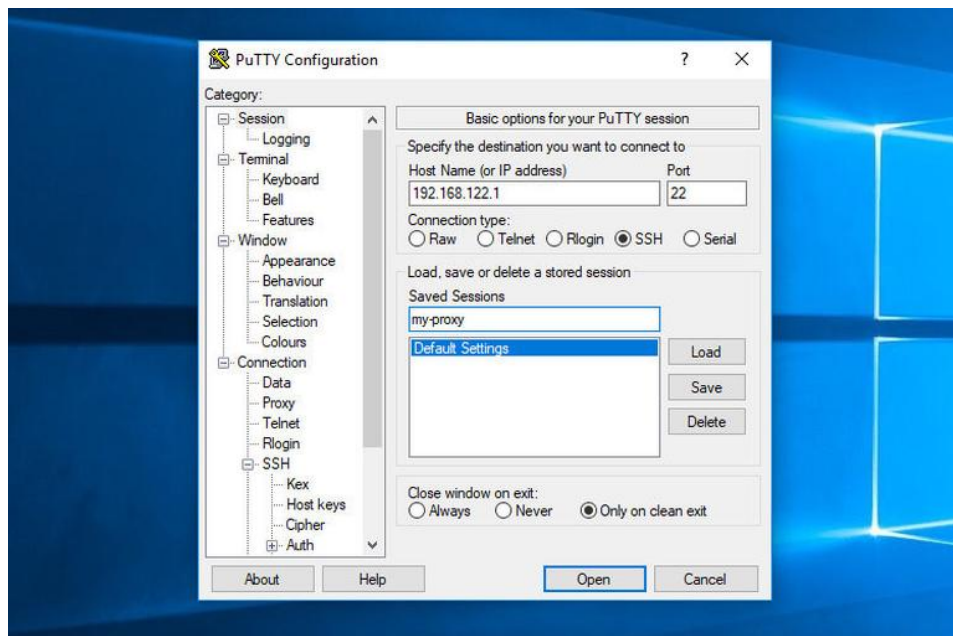 PuTTY Configuration
?
Category:
Session
Logging
Terminal
Keyboard
Bell
Features
Window
Appearance
Behaviour
Translation
Selection
Colours
Connection
Data
Proxy
Telnet
Rlogin
SSH
Kex
Host keys
Cipher
Auth
Basic options for your PuTTY session
Specify the destination you want to connect to
Host Name (or IP address) Port
192.168.122.1 22
Connection type:
Raw Telnet Rlogin SSH Serial
Load, save or delete a stored session
Saved Sessions
my-proxy
Default Settings
Load
Save
Delete
Close window on exit:
Always Never Only on clean exit
About Help Open Cancel